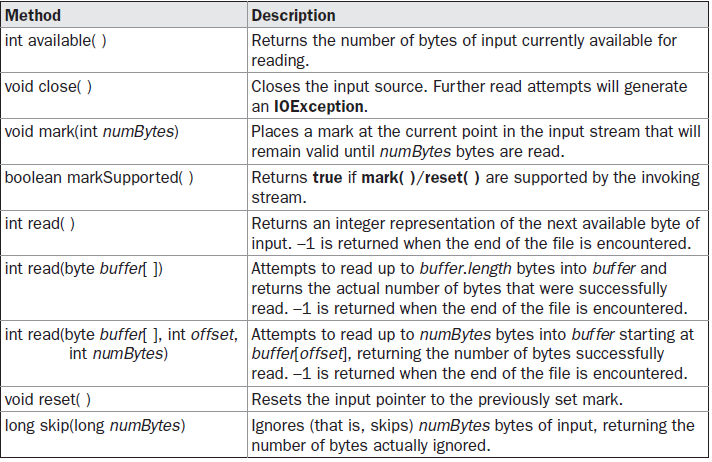 Method Description
int available( ) Returns the number of bytes of input currently available for
reading.
void close( ) Closes the input source. Further read attempts will generate
an IOException.
void mark(int numBytes) Places a mark at the current point in the input stream that will
remain valid until numBytes bytes are read.
boolean markSupported( ) Returns true if mark( )/reset( ) are supported by the invoking
stream.
int read( ) Returns an integer representation of the next available byte of
input. –1 is returned when the end of the file is encountered.
int read(byte buffer[ ]) Attempts to read up to buffer.length bytes into buffer and
returns the actual number of bytes that were successfully
read. –1 is returned when the end of the file is encountered.
int read(byte buffer[ ], int offset, Attempts to read up to numBytes bytes into buffer starting at
int numBytes) buffer[offset], returning the number of bytes successfully
read. –1 is returned when the end of the file is encountered.
void reset( ) Resets the input pointer to the previously set mark.
long skip(long numBytes) Ignores (that is, skips) numBytes bytes of input, returning the
number of bytes actually ignored.